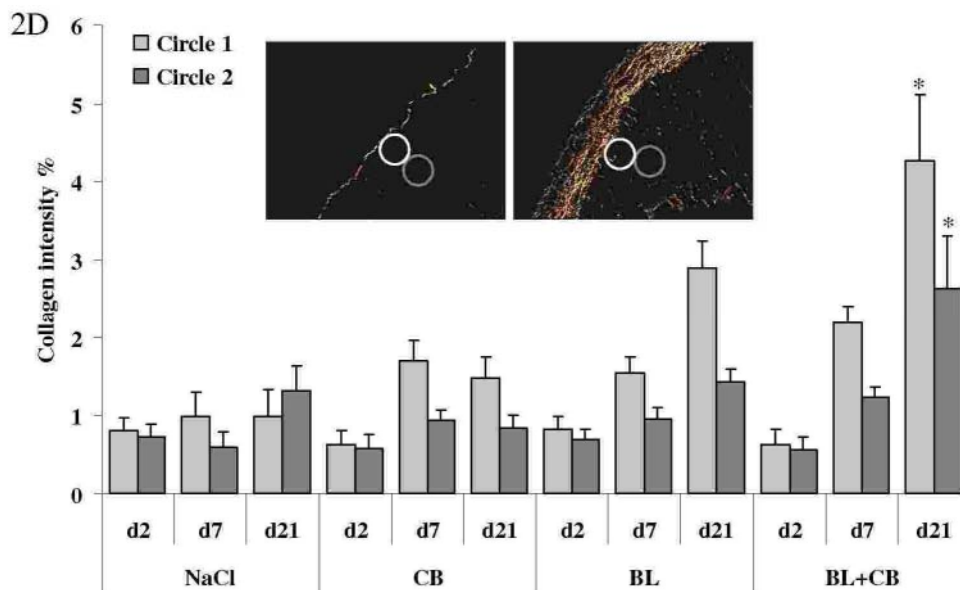 2D
Circle 1
Circle 2
Collagen intensity %
6
5
4
3
2
1
0
* *
d2 d7 d21 d2 d7 d21 d2 d7 d21 d2 d7 d21
NaCl CB BL BL+CB